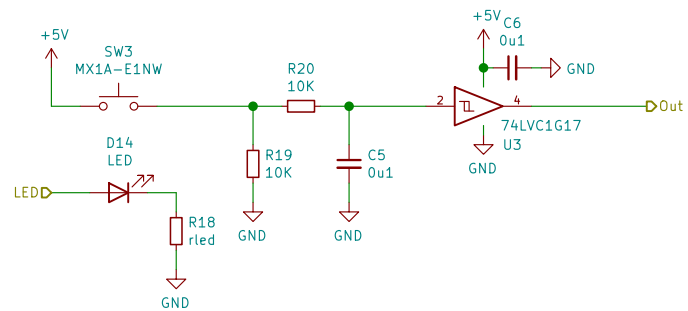 +5V
C6
0u1
+5V
SW3
MX1A-E1NW
R20
10K
GND
2
4
Out
74LVC1G17
U3
D14
LED
R19
10K
C5
0u1
GND
LED
R18
rled
GND
GND
GND